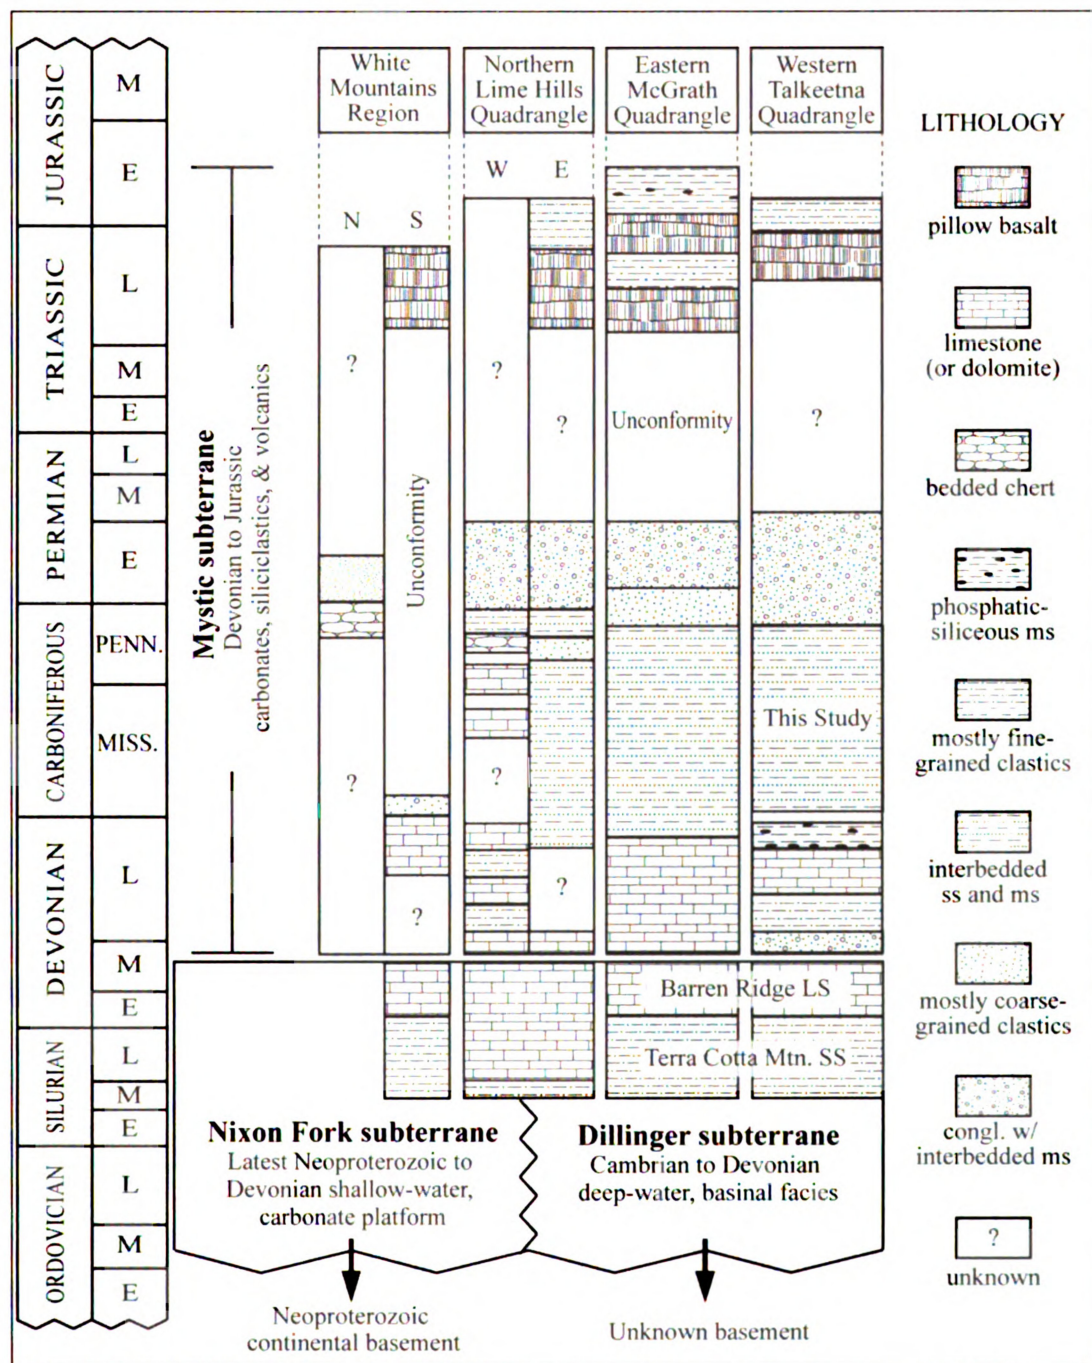 JURASSIC
M
E
TRIASSIC
L
M
E
PERMIAN
L
M
E
CARBONIFEROUS
PENN.
MISS.
DEVONIAN
L
M
E
SILURIAN
L
M
E
ORDOVICIAN
L
M
E
Mystic subterrane
Devonian to Jurassic
carbonates, siliciclastics, & volcanics
White
Mountains
Region
N
S
?
?
Unconformity
?
Northern
Lime Hills
Quadrangle
W
E
?
?
?
?
Eastern
McGrath
Quadrangle
Unconformity
Western
Talkeetna
Quadrangle
?
This Study
Barren Ridge LS
Terra Cotta Mtn. SS
Nixon Fork subterrane
Latest Neoproterozoic to
Devonian shallow-water,
carbonate platform
Neoproterozoic
continental basement
Dillinger subterrane
Cambrian to Devonian
deep-water, basinal facies
Unknown basement
LITHOLOGY
pillow basalt
limestone
(or dolomite)
bedded chert
phosphatic-
siliceous ms
mostly fine-
grained clastics
interbedded
ss and ms
mostly coarse-
grained clastics
congl. w/
interbedded ms
?
unknown